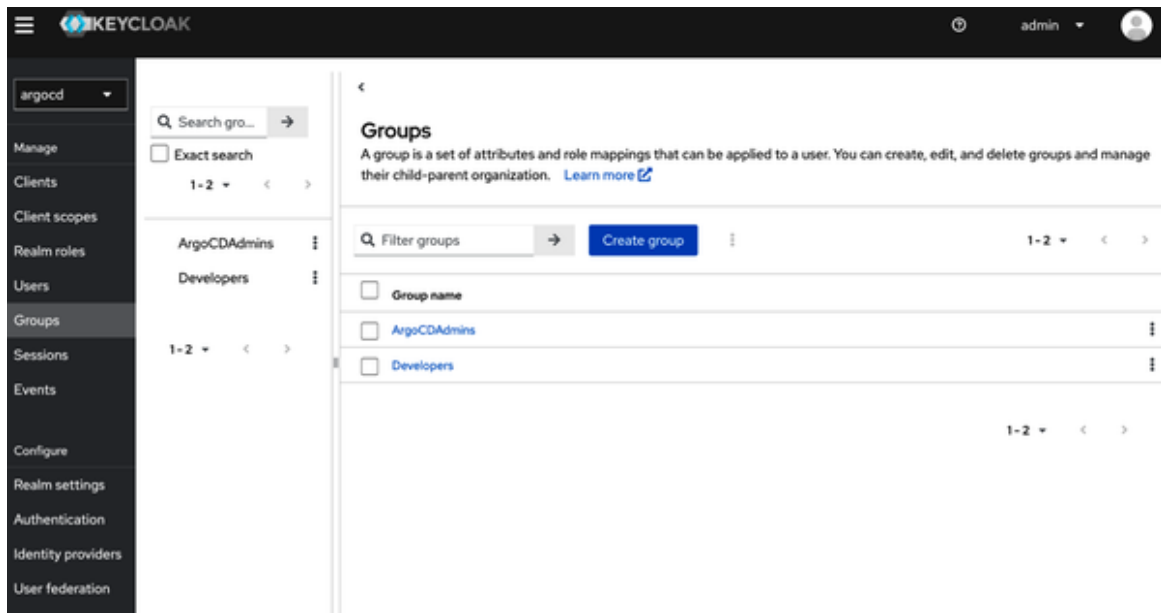 KEYCLOAK
admin
argocd
Manage
Clients
Client scopes
Realm roles
Users
Groups
Sessions
Events
Configure
Realm settings
Authentication
Identity providers
User federation
Search gro...
Exact search
1-2
ArgoCDAdmins
Developers
1-2
Groups
A group is a set of attributes and role mappings that can be applied to a user. You can create, edit, and delete groups and manage
their child-parent organization. Learn more
Filter groups
Create group
1-2
Group name
ArgoCDAdmins
Developers
1-2